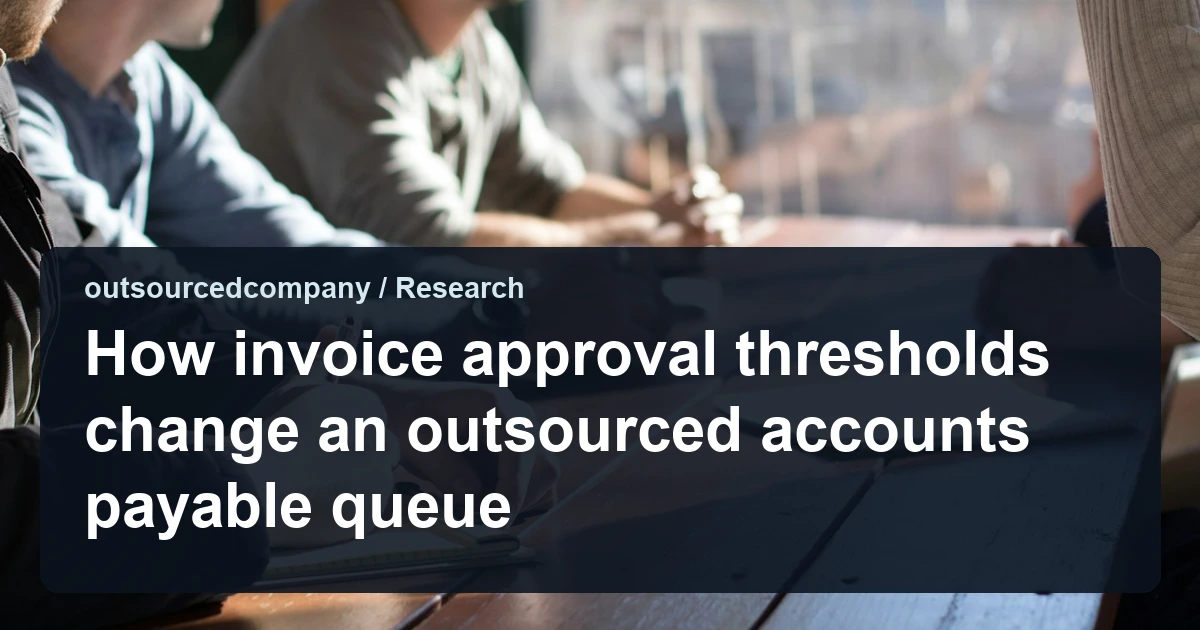 outsourcedcompany / Research
How invoice approval thresholds
change an outsourced accounts
payable queue